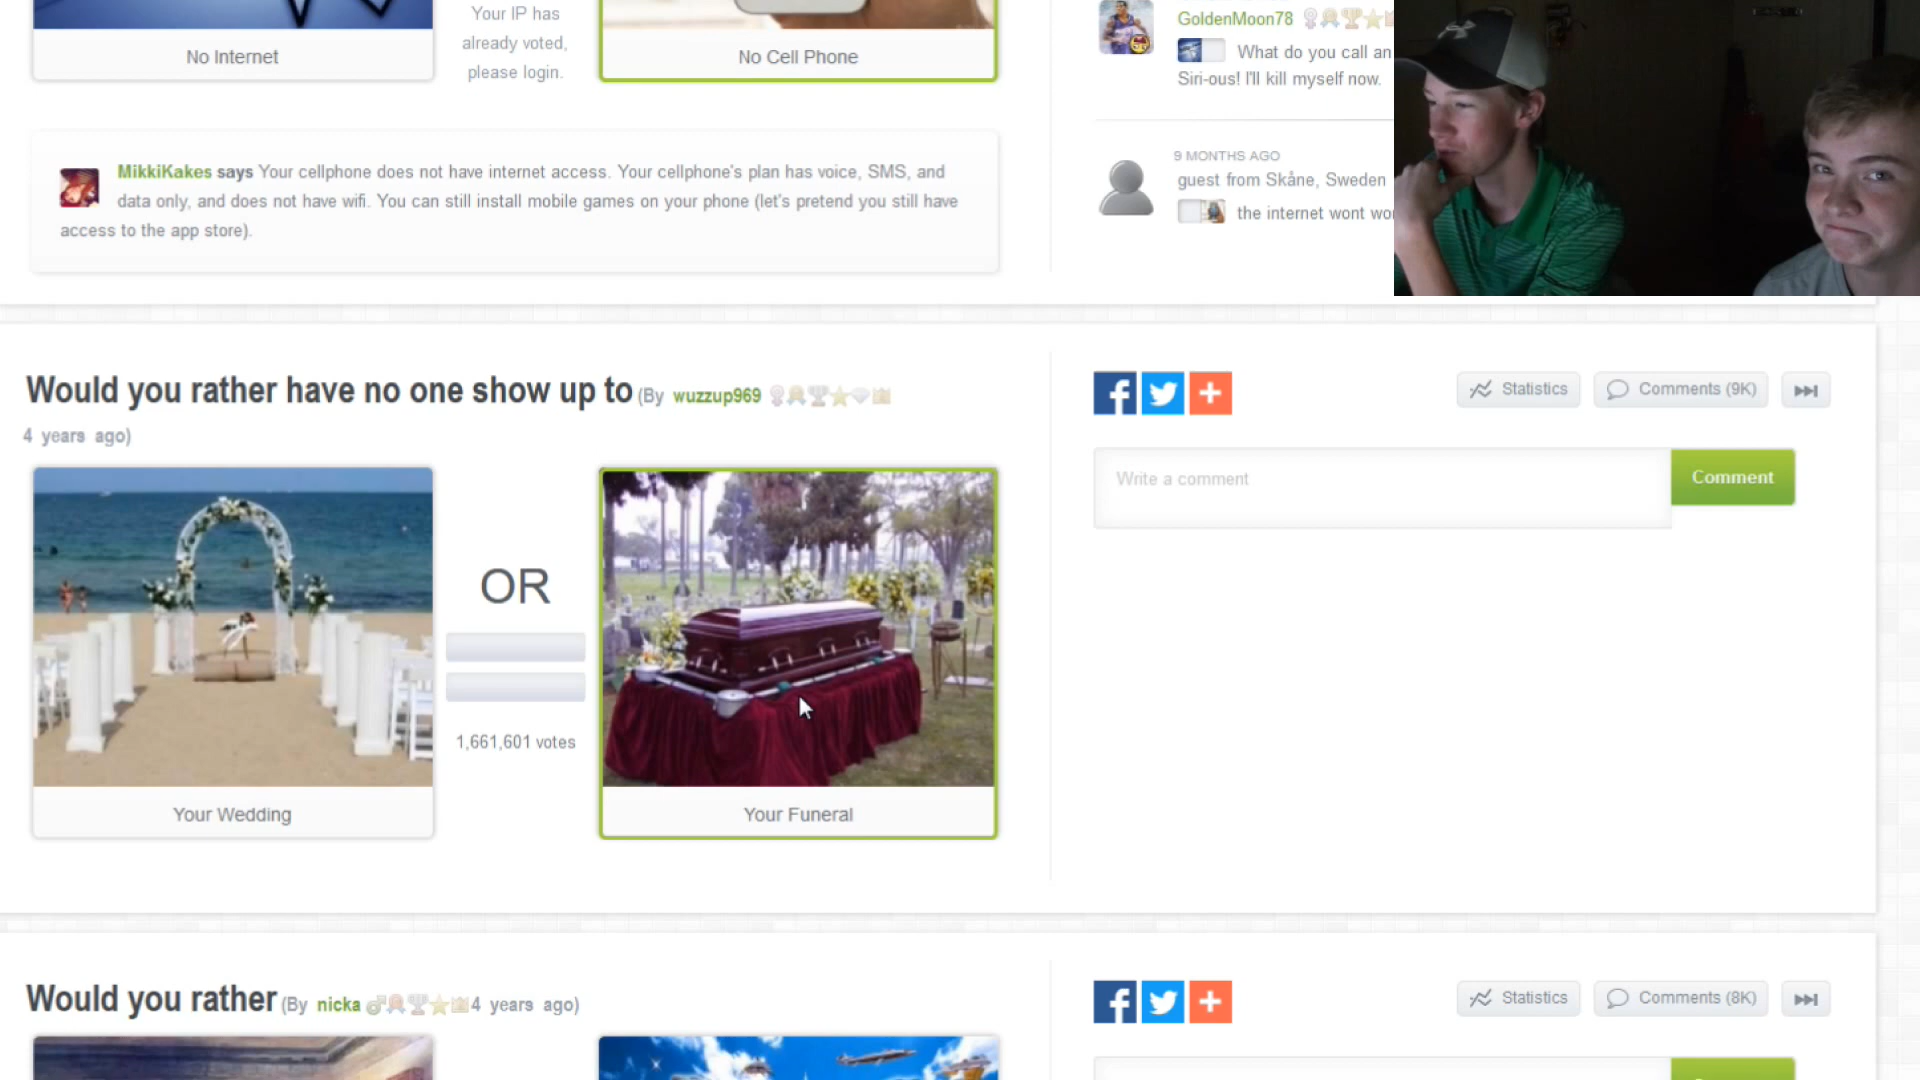 Your IP has
already voted,
please login.
No Internet
No Cell Phone
MikkiKakes says Your cellphone does not have internet access. Your cellphone's plan has voice, SMS, and
data only, and does not have wifi. You can still install mobile games on your phone (let's pretend you still have
access to the app store).
GoldenMoon78
What do you call an
Siri-ous! I'll kill myself now.
9 MONTHS AGO
guest from Skåne, Sweden
the internet wont wo
Would you rather have no one show up to (By wuzzup969
4 years ago)
OR
1,661,601 votes
Your Wedding
Your Funeral
Statistics
Comments (9K)
Write a comment
Comment
Would you rather (By nicka 4 years ago)
Statistics
Comments (8K)